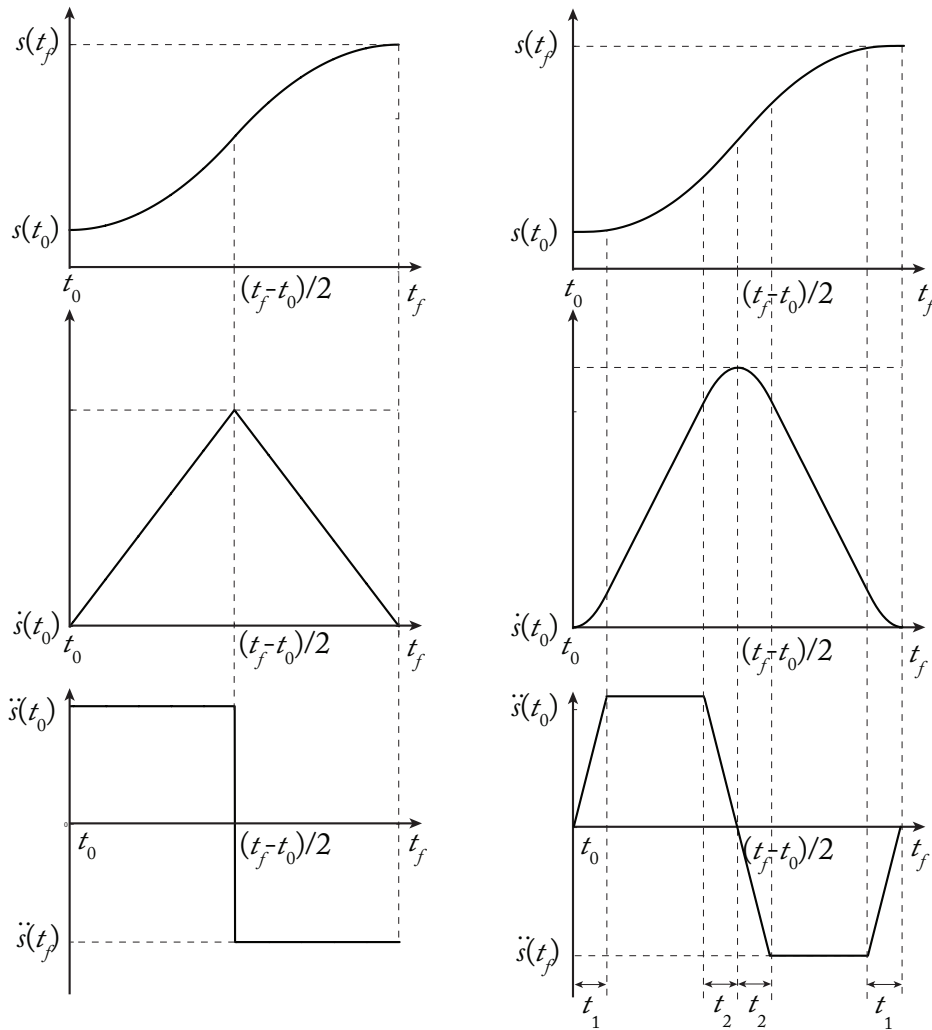 s(t_f)
s(t_0)
t_0 (t_f-t_0)/2 t_f
ṡ(t_0)
t_0 (t_f-t_0)/2 t_f
s̈(t_0)
0
t_0 (t_f-t_0)/2 t_f
s̈(t_f)
s(t_f)
s(t_0)
t_0 (t_f-t_0)/2 t_f
ṡ(t_0)
t_0 (t_f-t_0)/2 t_f
s̈(t_0)
t_0 (t_f-t_0)/2 t_f
s̈(t_f)
t_1 t_2 t_2 t_1